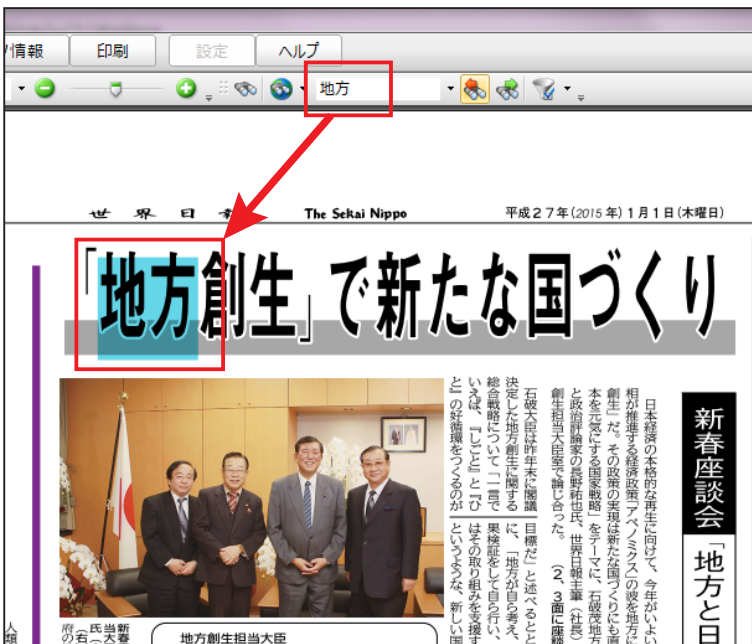 情報 印刷 設定 ヘルプ
地方
世界日報 The Sekai Nippo 平成27年(2015年)1月1日(木曜日)
「地方創生」で新たな国づくり
新春座談会
「地方と日
日本経済の本格的な再生に向けて、今年がいよい
相が推進する経済政策「アベノミクス」の波を地方に
創生」だ。その政策の実現は新たな国づくりにも直
本を元気にする国家戦略」をテーマに、石破茂地方
と政治評論家の長野祐也氏、世界日報主筆（社長）
創生担当大臣室で論じ合った。（2、3面に座談
石破大臣は昨年末に閣議
決定した地方創生に関する
総合戦略について「一言で
いえば、『しごと』と『ひ
と』の好循環をつくるのが
目標だ」と述べるとと
に、「地方が自ら考え、
果検証をして自ら行い、
はその取り組みを支援す
というような、新しい国
地方創生担当大臣
新春
当大
氏（
（右
府の
人類